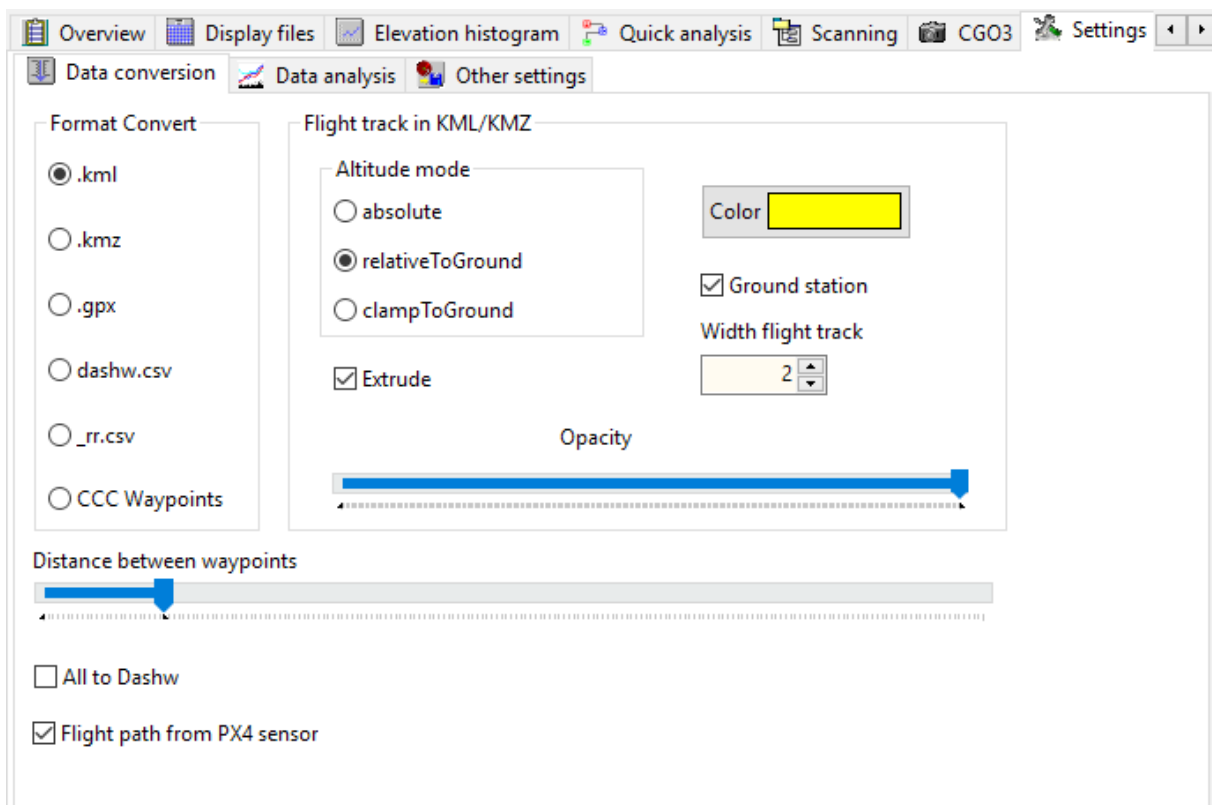 Overview Display files Elevation histogram Quick analysis Scanning CGO3 Settings
Data conversion Data analysis Other settings
Format Convert
.kml
.kmz
.gpx
dashw.csv
_rr.csv
CCC Waypoints
Flight track in KML/KMZ
Altitude mode
absolute
relativeToGround
clampToGround
Extrude
Color
Ground station
Width flight track
2
Opacity
Distance between waypoints
All to Dashw
Flight path from PX4 sensor